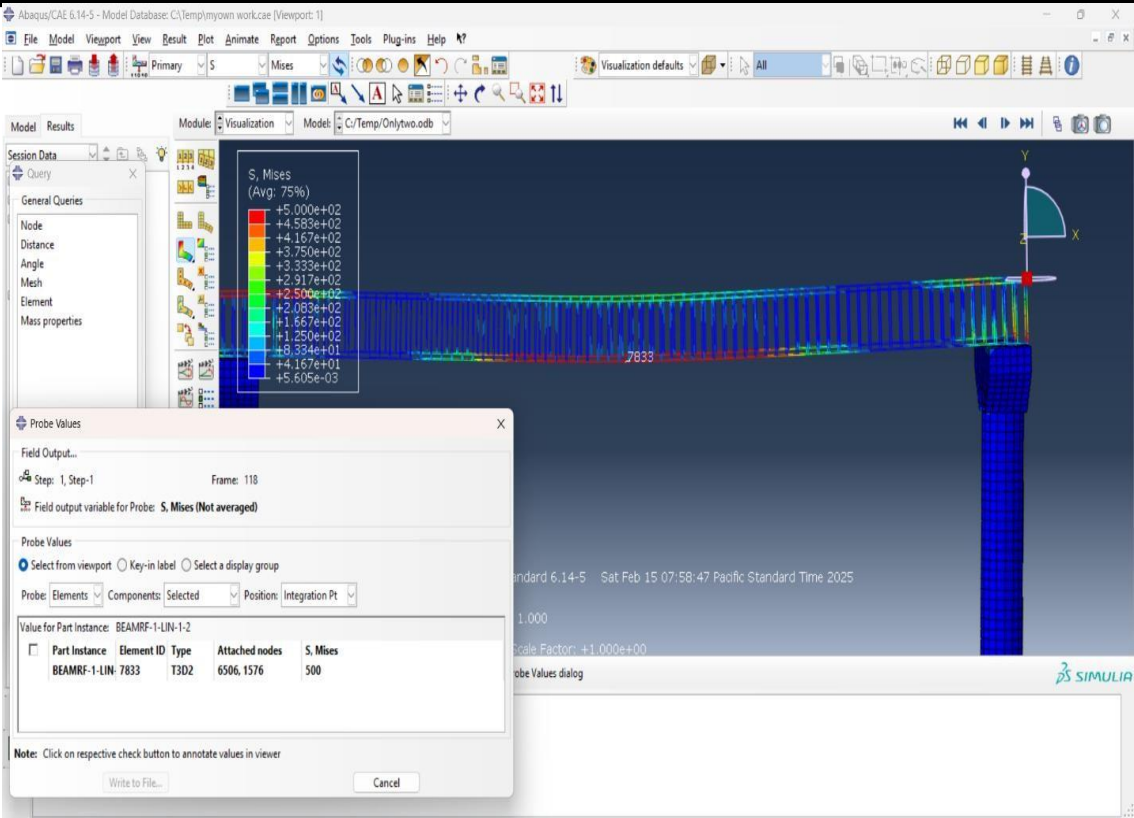 Abaqus/CAE 6.14-5 - Model Database: C:\Temp\myown work.cae [Viewport: 1]
File Model Viewport View Result Plot Animate Report Options Tools Plug-ins Help
Primary S Mises Visualization defaults All
Model Results Module: Visualization Model: C:/Temp/Onlytwo.odb
Session Data
Query
General Queries
Node
Distance
Angle
Mesh
Element
Mass properties
S, Mises
(Avg: 75%)
+5.000e+02
+4.583e+02
+4.167e+02
+3.750e+02
+3.333e+02
+2.917e+02
+2.500e+02
+2.083e+02
+1.667e+02
+1.250e+02
+8.334e+01
+4.167e+01
+5.605e-03
Y
Z X
7833
Probe Values
Field Output...
Step: 1, Step-1 Frame: 118
Field output variable for Probe: S, Mises (Not averaged)
Probe Values
Select from viewport Key-in label Select a display group
Probe: Elements Components: Selected Position: Integration Pt
Value for Part Instance: BEAMRF-1-LIN-1-2
Part Instance Element ID Type Attached nodes S, Mises
BEAMRF-1-LIN- 7833 T3D2 6506, 1576 500
Note: Click on respective check button to annotate values in viewer
Write to File... Cancel
andard 6.14-5 Sat Feb 15 07:58:47 Pacific Standard Time 2025
1.000
Scale Factor: +1.000e+00
robe Values dialog
SIMULIA